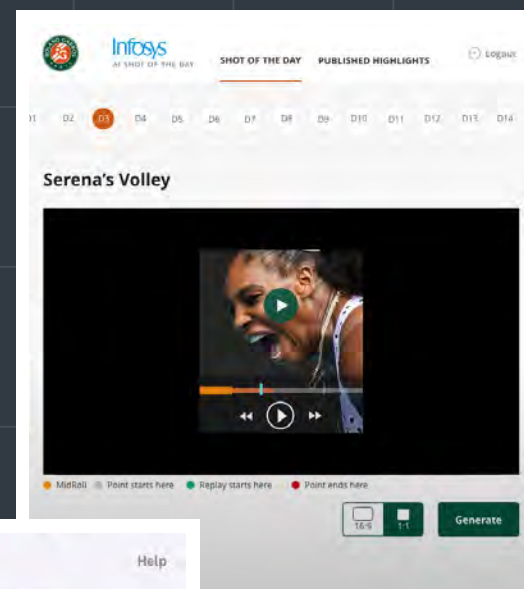 Infosys
AI SHOT OF THE DAY
SHOT OF THE DAY
PUBLISHED HIGHLIGHTS
Logout
D2 D3 D4 D5 D6 D7 D8 D9 D10 D11 D12 D13 D14
Serena's Volley
MidRoll Point starts here Replay starts here Point ends here
16:9 1:1 Generate
Help